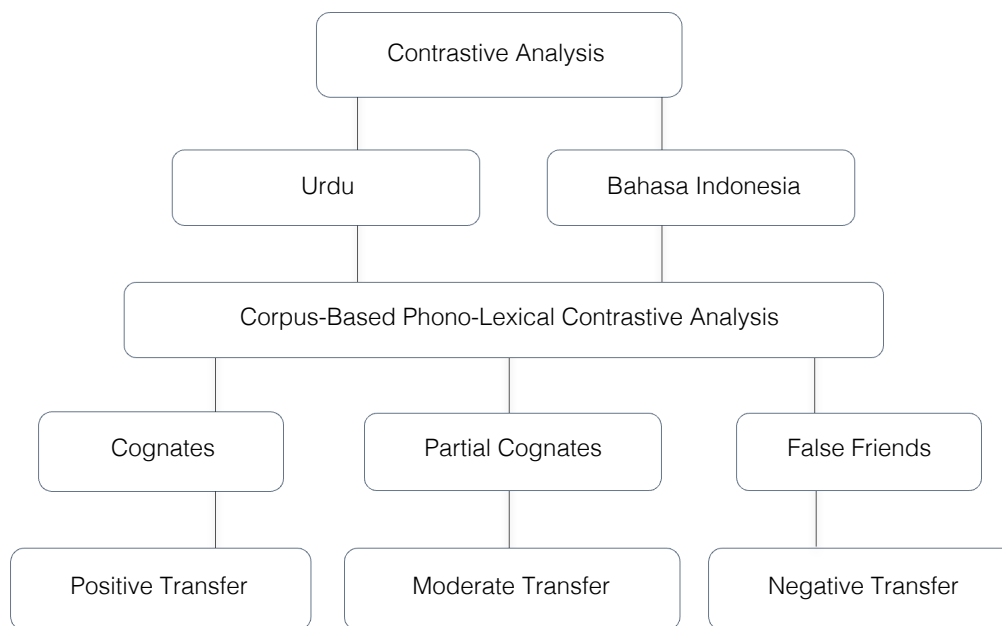 Contrastive Analysis
Urdu
Bahasa Indonesia
Corpus-Based Phono-Lexical Contrastive Analysis
Cognates
Partial Cognates
False Friends
Positive Transfer
Moderate Transfer
Negative Transfer